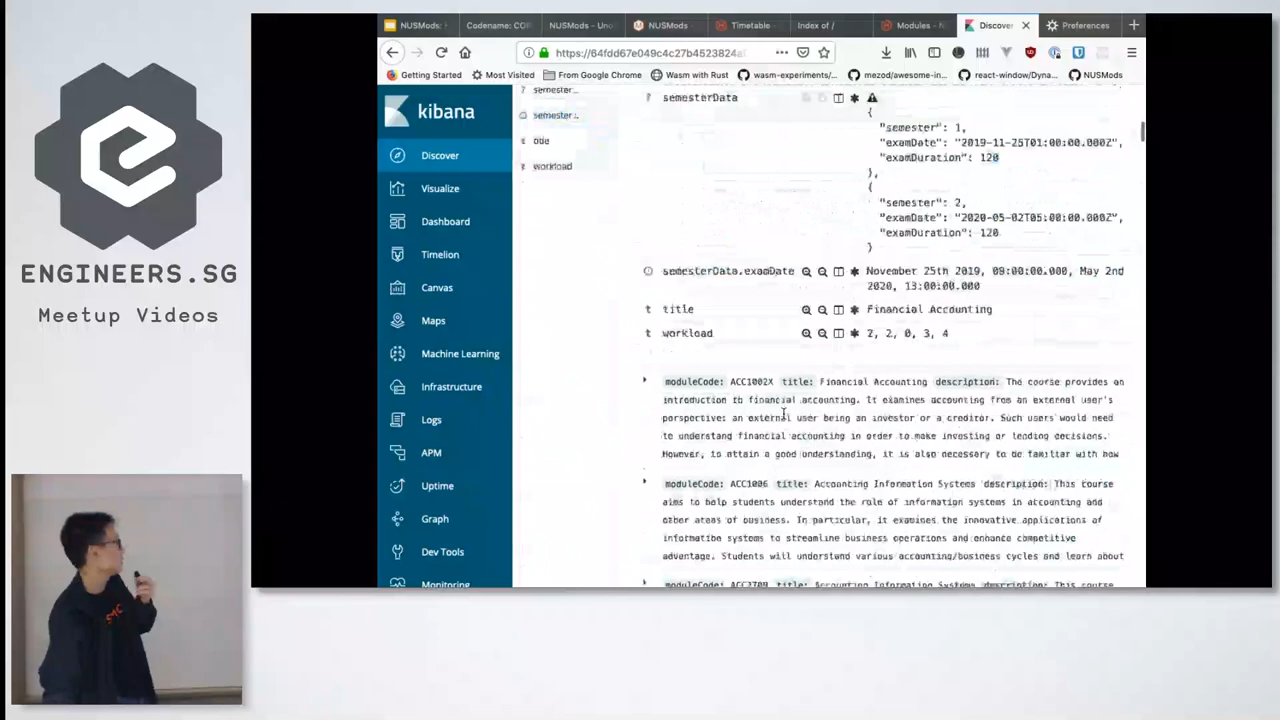 ENGINEERS.SG
Meetup Videos
NUSMods:
Codename: COR
NUSMods - Uno
NUSMods
Timetable
Index of /
Modules - N
Discover
Preferences
https://64fdd67e049c4c27b4523824a
Getting Started
Most Visited
From Google Chrome
Wasm with Rust
wasm-experiments/...
mezod/awesome-in...
react-window/Dyna...
NUSMods
kibana
Discover
Visualize
Dashboard
Timelion
Canvas
Maps
Machine Learning
Infrastructure
Logs
APM
Uptime
Graph
Dev Tools
Monitoring
? semester...
semester...
t
t workload
? semesterData
{
"semester": 1,
"examDate": "2019-11-25T01:00:00.000Z",
"examDuration": 120
},
{
"semester": 2,
"examDate": "2020-05-02T05:00:00.000Z",
"examDuration": 120
}
semesterData.examDate November 25th 2019, 09:00:00.000, May 2nd
2020, 13:00:00.000
t title Financial Accounting
t workload 2, 2, 0, 3, 4
moduleCode: ACC1002X title: Financial Accounting description: The course provides an
introduction to financial accounting. It examines accounting from an external user's
perspective: an external user being an investor or a creditor. Such users would need
to understand financial accounting in order to make investing or lending decisions.
However, to attain a good understanding, it is also necessary to be familiar with how
moduleCode: ACC1006 title: Accounting Information Systems description: This course
aims to help students understand the role of information systems in accounting and
other areas of business. In particular, it examines the innovative applications of
information systems to streamline business operations and enhance competitive
advantage. Students will understand various accounting/business cycles and learn about
title: Accounting Information Systems description: This course